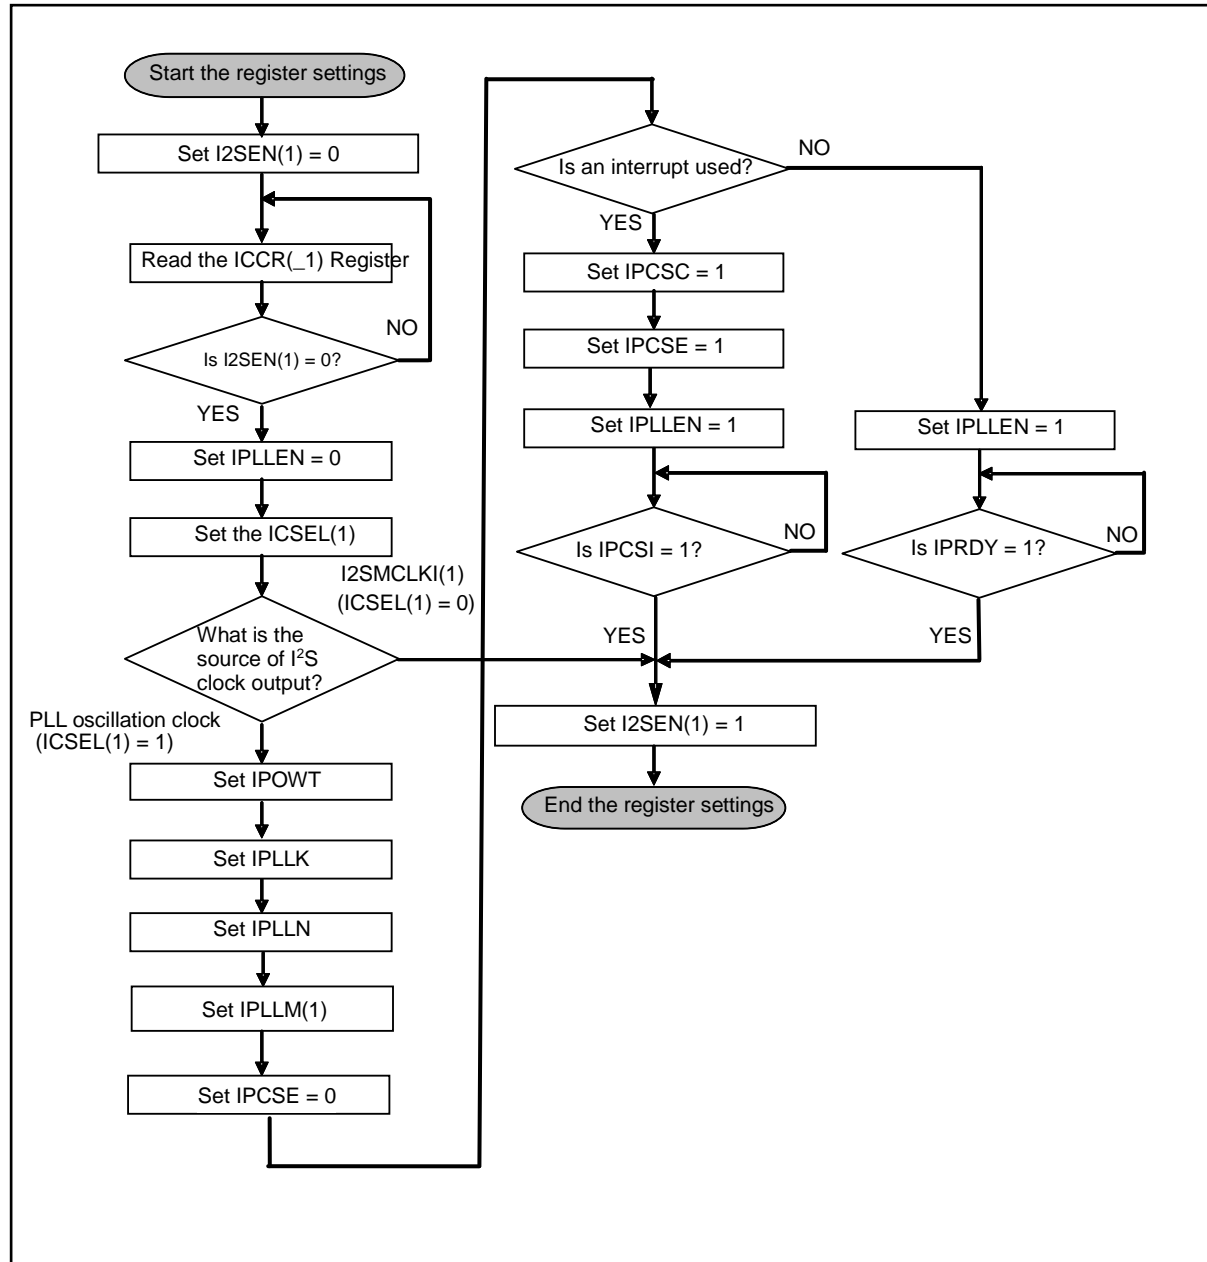 Start the register settings
Set I2SEN(1) = 0
Read the ICCR(_1) Register
NO
Is I2SEN(1) = 0?
YES
Set IPLLEN = 0
Set the ICSEL(1)
I2SMCLKI(1)
(ICSEL(1) = 0)
What is the
source of I²S
clock output?
PLL oscillation clock
(ICSEL(1) = 1)
Set IPOWT
Set IPLLK
Set IPLLN
Set IPLLM(1)
Set IPCSE = 0
Is an interrupt used?
NO
YES
Set IPCSC = 1
Set IPCSE = 1
Set IPLLEN = 1
Is IPCSI = 1?
NO
YES
Set IPLLEN = 1
Is IPRDY = 1?
NO
YES
Set I2SEN(1) = 1
End the register settings